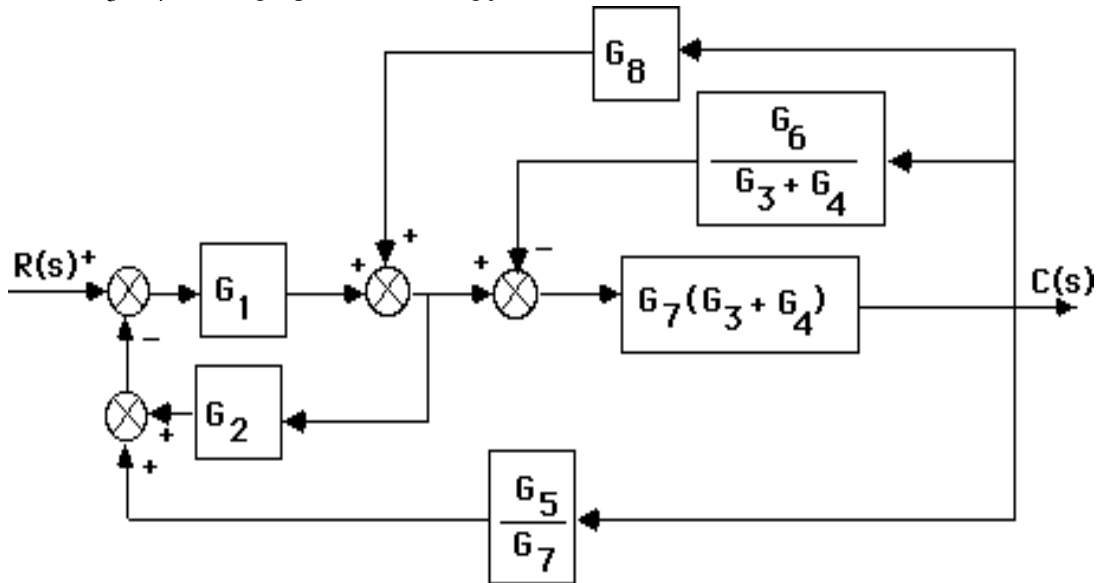 G8
G6
G3 + G4
+
−
R(s)+
+
+
G1
G7(G3 + G4)
C(s)
−
G2
+
+
G5
G7